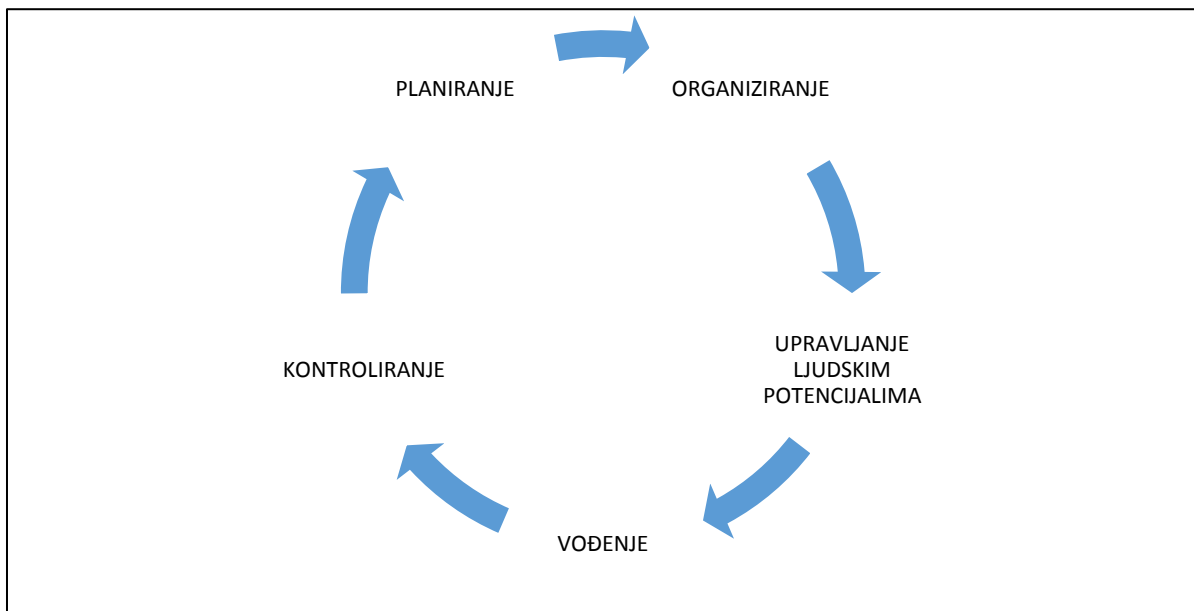 PLANIRANJE
ORGANIZIRANJE
UPRAVLJANJE
LJUDSKIM
POTENCIJALIMA
VOĐENJE
KONTROLIRANJE